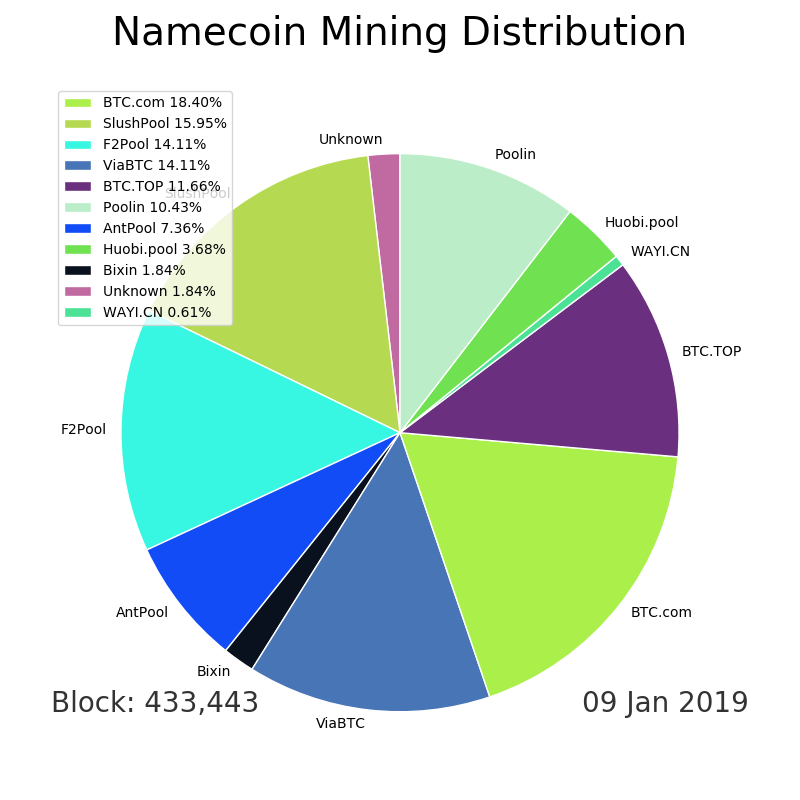 Namecoin Mining Distribution
BTC.com 18.40%
SlushPool 15.95%
F2Pool 14.11%
ViaBTC 14.11%
BTC.TOP 11.66%
Poolin 10.43%
AntPool 7.36%
Huobi.pool 3.68%
Bixin 1.84%
Unknown 1.84%
WAYI.CN 0.61%
Unknown
Poolin
SlushPool
Huobi.pool
WAYI.CN
BTC.TOP
F2Pool
AntPool
BTC.com
Bixin
ViaBTC
Block: 433,443
09 Jan 2019